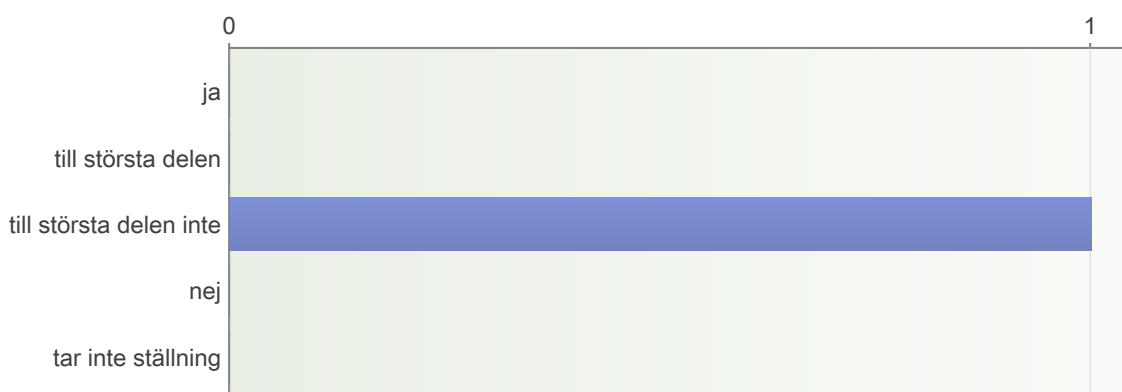 0 1
ja
till största delen
till största delen inte
nej
tar inte ställning